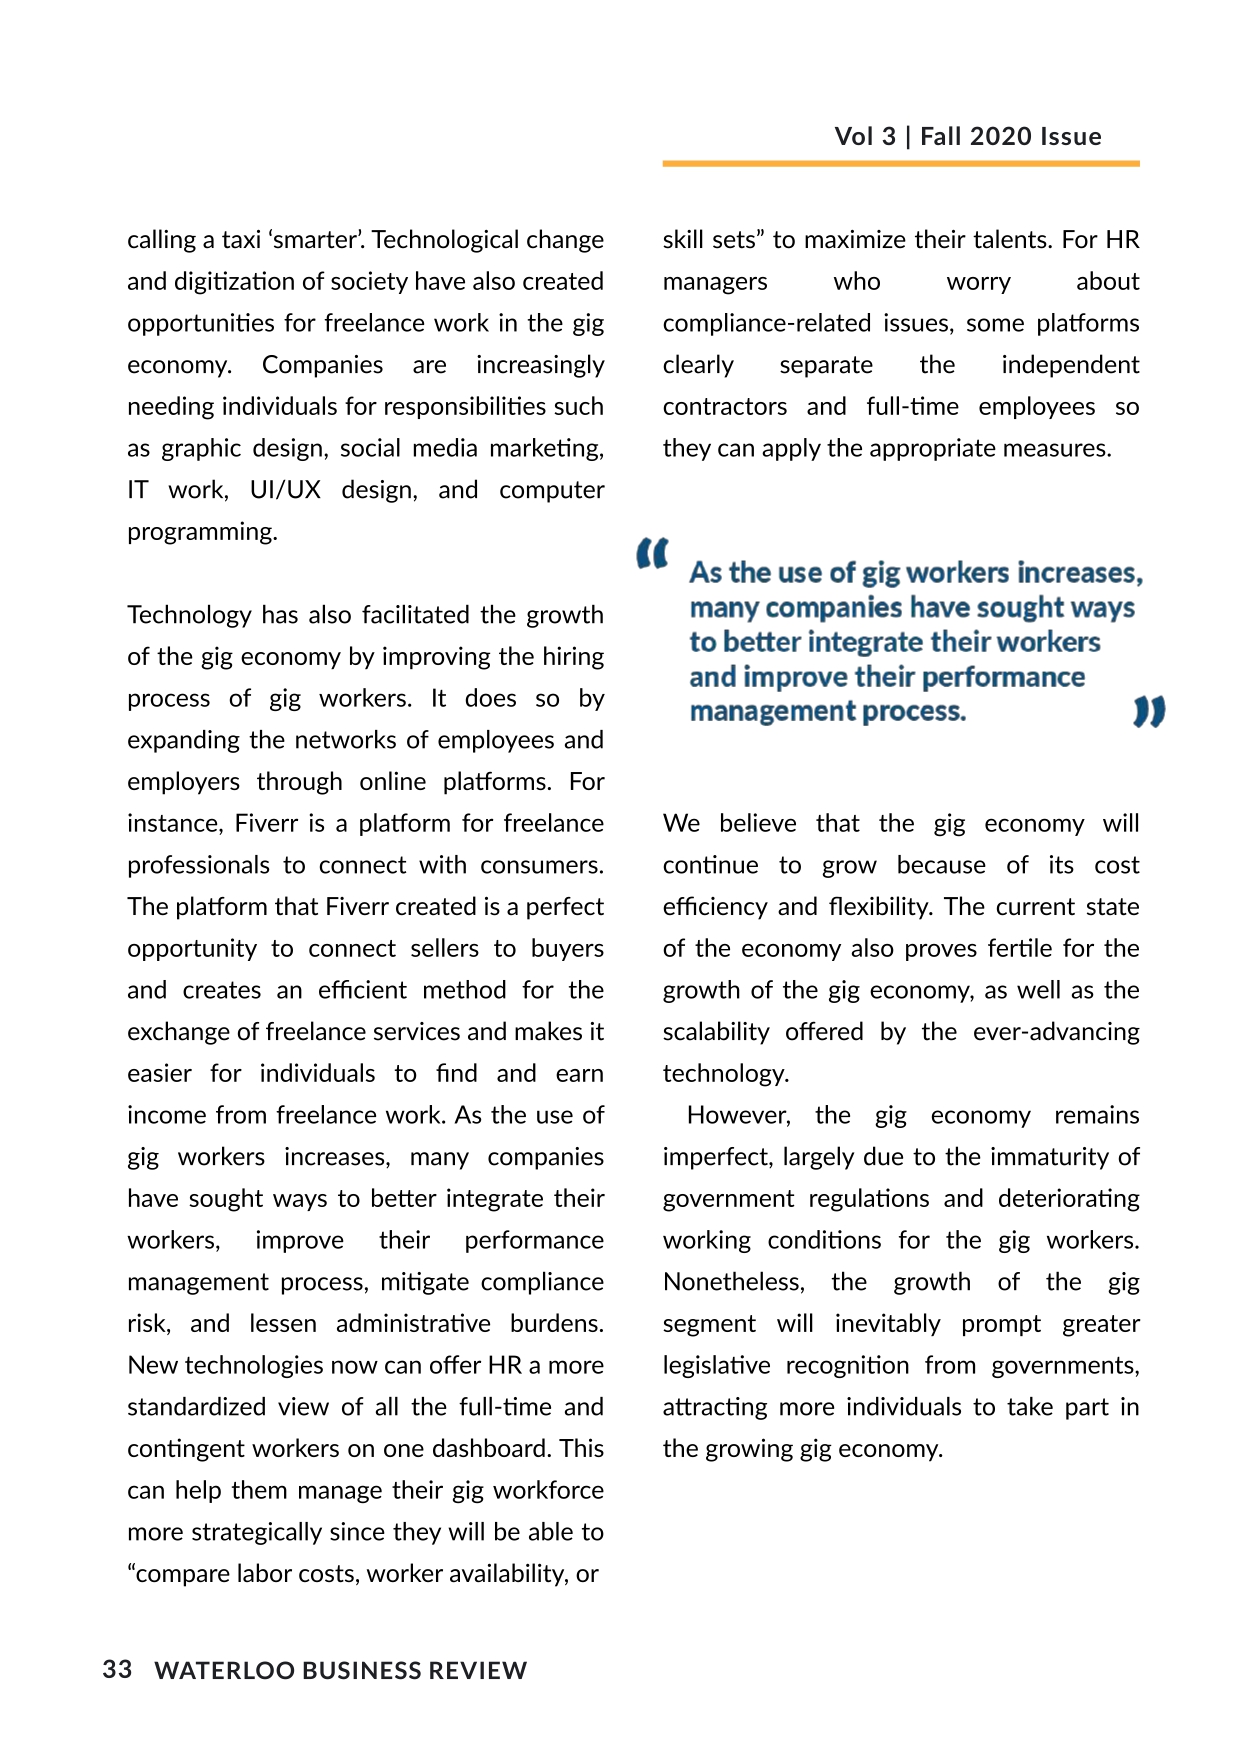 Vol 3 | Fall 2020 Issue
calling a taxi ‘smarter’. Technological change
and digitization of society have also created
opportunities for freelance work in the gig
economy. Companies are increasingly
needing individuals for responsibilities such
as graphic design, social media marketing,
IT work, UI/UX design, and computer
programming.
Technology has also facilitated the growth
of the gig economy by improving the hiring
process of gig workers. It does so by
expanding the networks of employees and
employers through online platforms. For
instance, Fiverr is a platform for freelance
professionals to connect with consumers.
The platform that Fiverr created is a perfect
opportunity to connect sellers to buyers
and creates an efficient method for the
exchange of freelance services and makes it
easier for individuals to find and earn
income from freelance work. As the use of
gig workers increases, many companies
have sought ways to better integrate their
workers, improve their performance
management process, mitigate compliance
risk, and lessen administrative burdens.
New technologies now can offer HR a more
standardized view of all the full-time and
contingent workers on one dashboard. This
can help them manage their gig workforce
more strategically since they will be able to
“compare labor costs, worker availability, or
skill sets” to maximize their talents. For HR
managers who worry about
compliance-related issues, some platforms
clearly separate the independent
contractors and full-time employees so
they can apply the appropriate measures.
“As the use of gig workers increases,
many companies have sought ways
to better integrate their workers
and improve their performance
management process.”
We believe that the gig economy will
continue to grow because of its cost
efficiency and flexibility. The current state
of the economy also proves fertile for the
growth of the gig economy, as well as the
scalability offered by the ever-advancing
technology.
However, the gig economy remains
imperfect, largely due to the immaturity of
government regulations and deteriorating
working conditions for the gig workers.
Nonetheless, the growth of the gig
segment will inevitably prompt greater
legislative recognition from governments,
attracting more individuals to take part in
the growing gig economy.
33 WATERLOO BUSINESS REVIEW